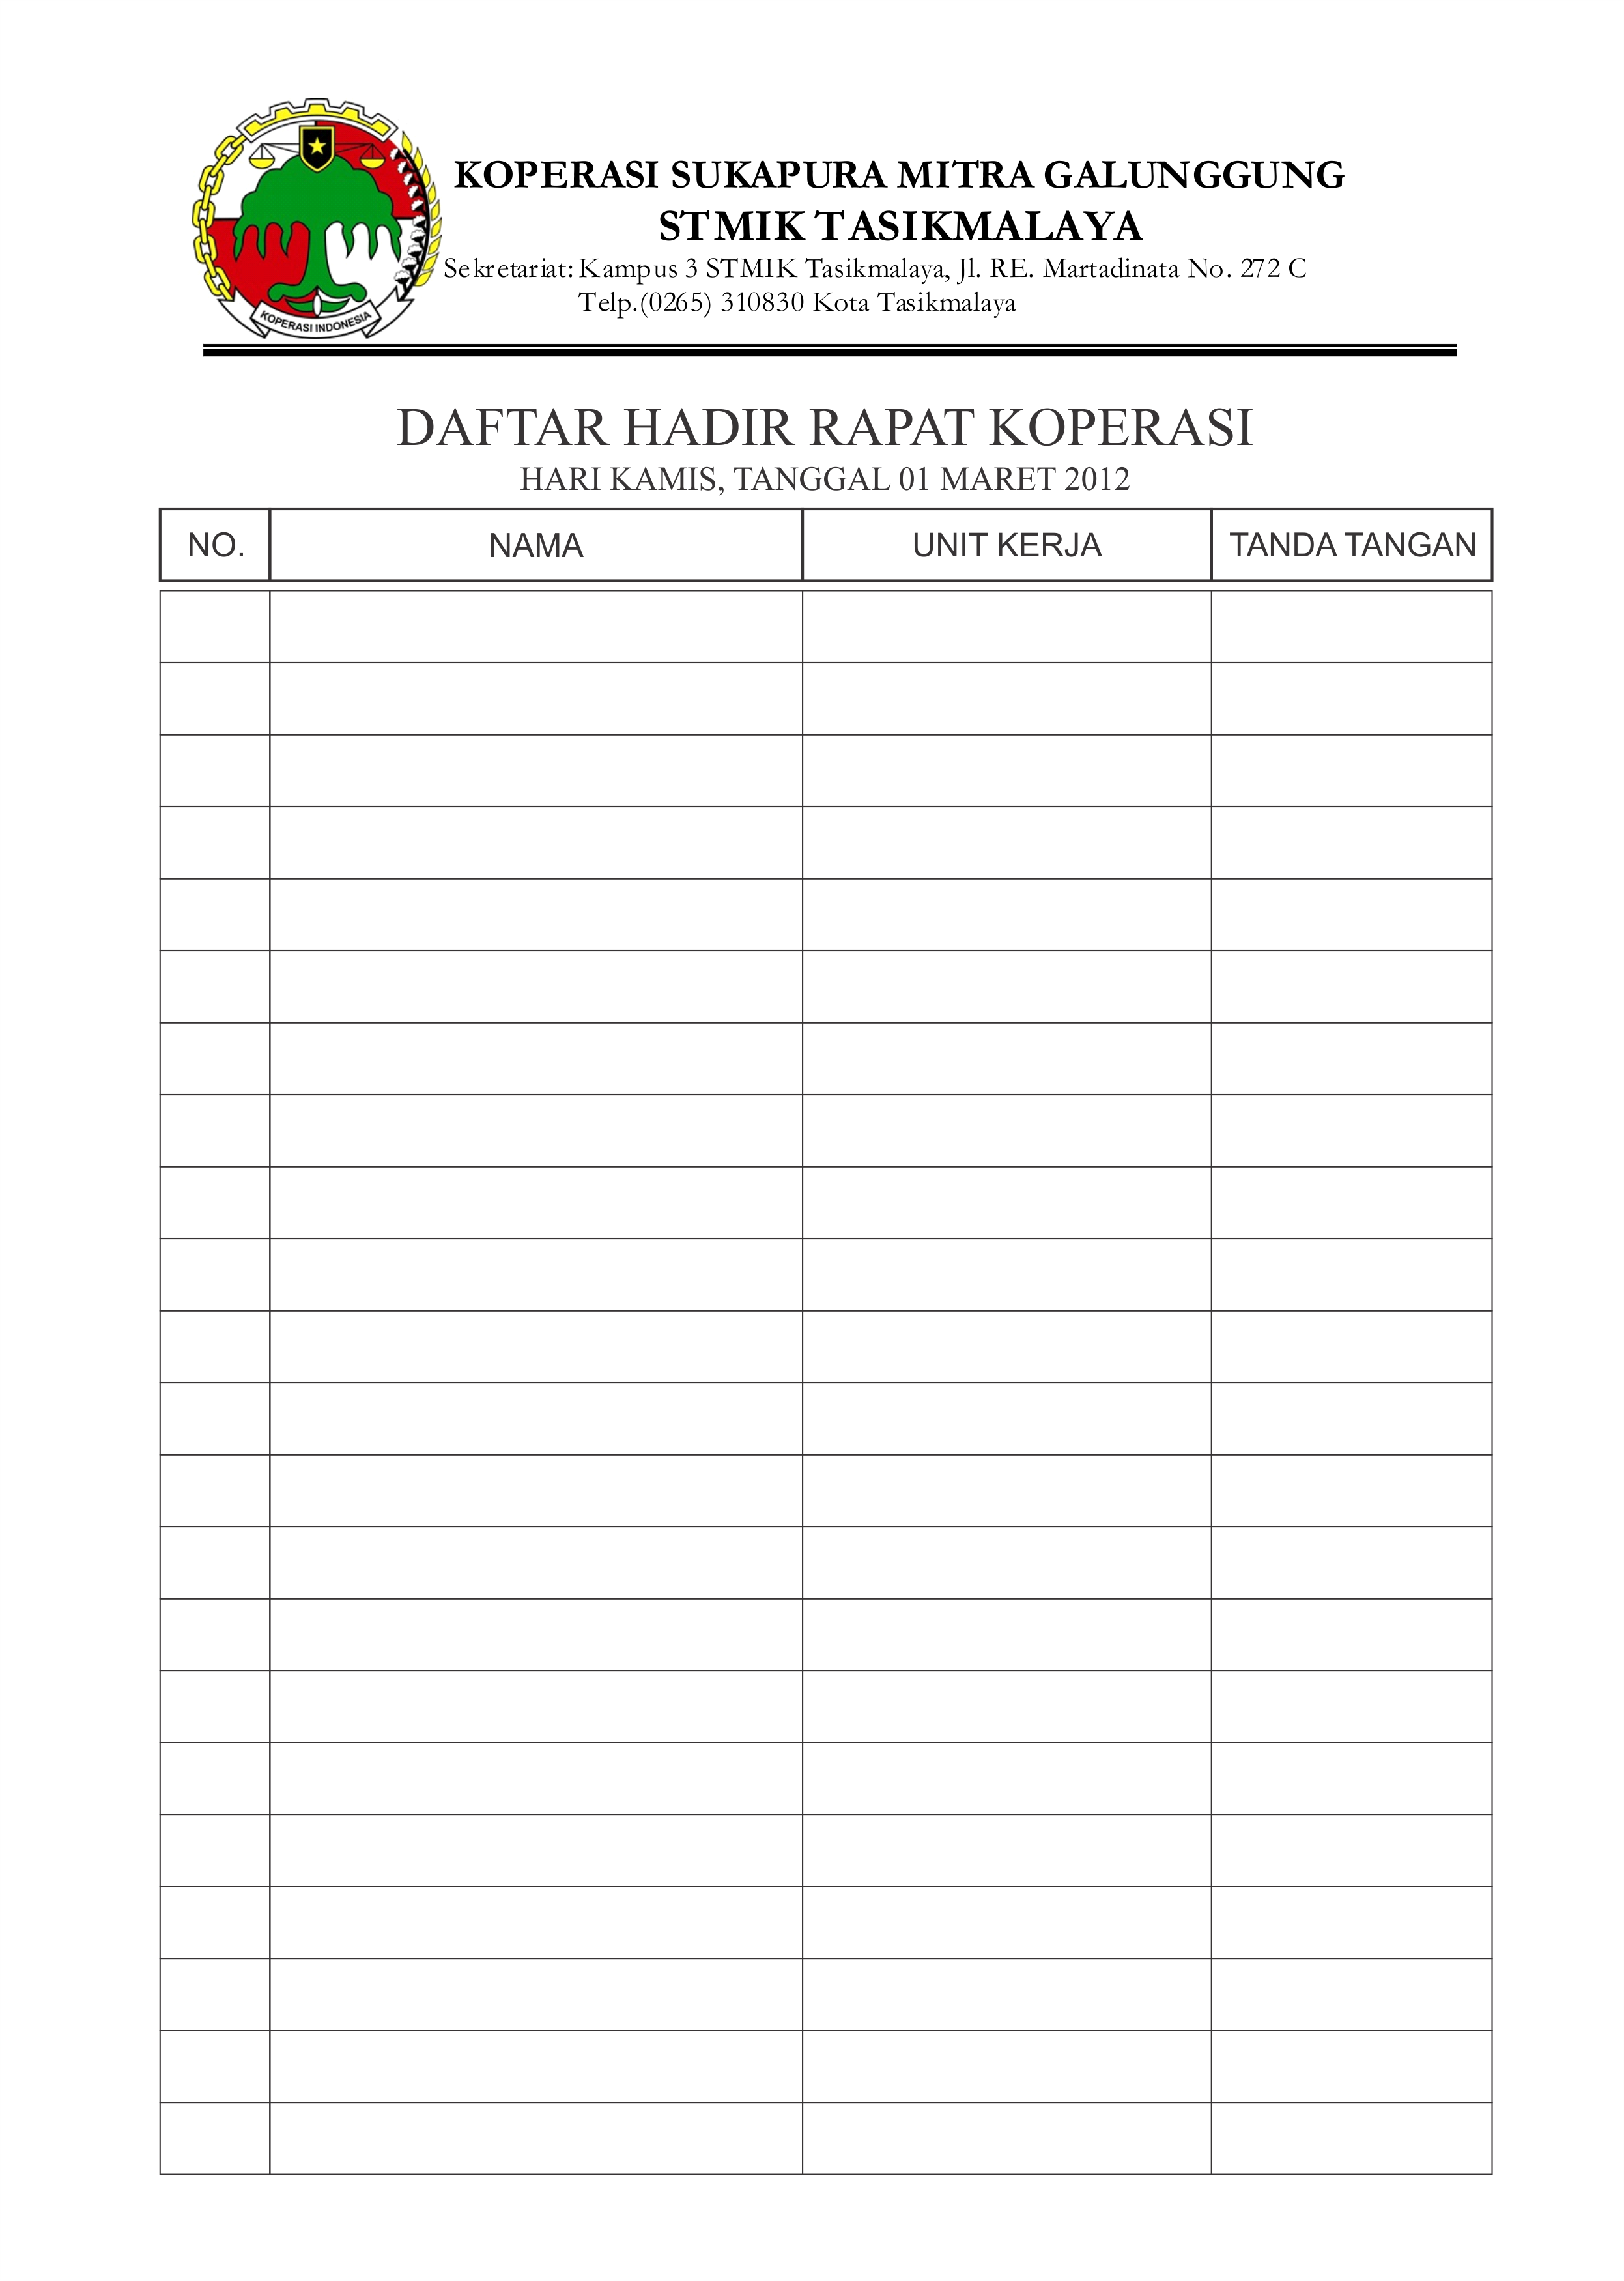 KOPERASI SUKAPURA MITRA GALUNGGUNG
STMIK TASIKMALAYA
Sekretariat: Kampus 3 STMIK Tasikmalaya, Jl. RE. Martadinata No. 272 C
Telp.(0265) 310830 Kota Tasikmalaya
KOPERASI INDONESIA
DAFTAR HADIR RAPAT KOPERASI
HARI KAMIS, TANGGAL 01 MARET 2012
NO. NAMA UNIT KERJA TANDA TANGAN